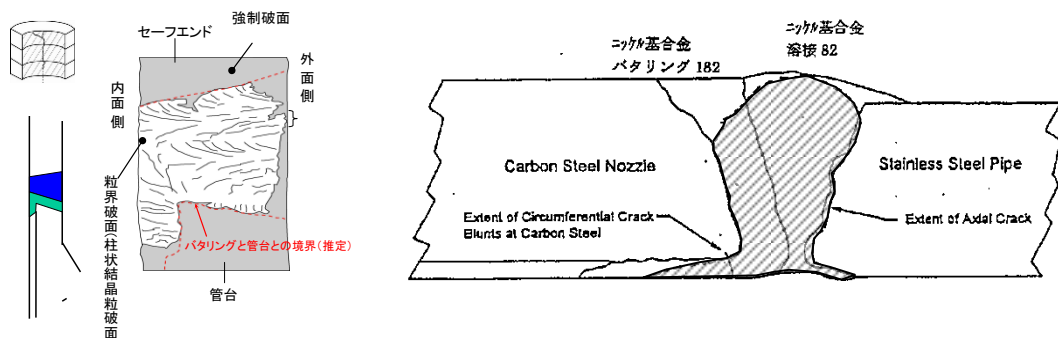 セーフエンド
強制破面
外面側
内面側
粒界破面(柱状結晶粒破面
バタリングと管台との境界(推定)
管台
ニッケル基合金
バタリング 182
ニッケル基合金
溶接 82
Carbon Steel Nozzle
Stainless Steel Pipe
Extent of Circumferential Crack
Blunts at Carbon Steel
Extent of Axial Crack